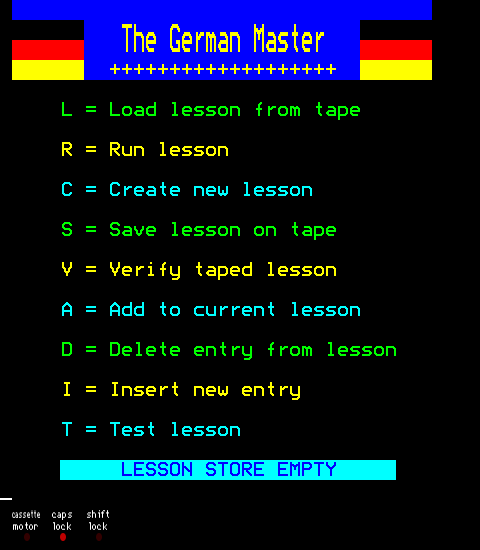 The German Master
+++++++++++++++++++
L = Load lesson from tape
R = Run lesson
C = Create new lesson
S = Save lesson on tape
V = Verify taped lesson
A = Add to current lesson
D = Delete entry from lesson
I = Insert new entry
T = Test lesson
LESSON STORE EMPTY
cassette motor caps lock shift lock